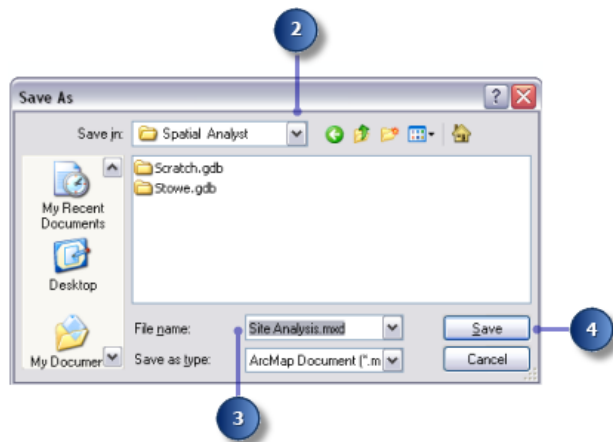 2
Save As
Save in: Spatial Analyst
Scratch.gdb
Stowe.gdb
My Recent
Documents
Desktop
My Documer
File name: Site Analysis.mxd Save
4
Save as type: ArcMap Document (*.m Cancel
3